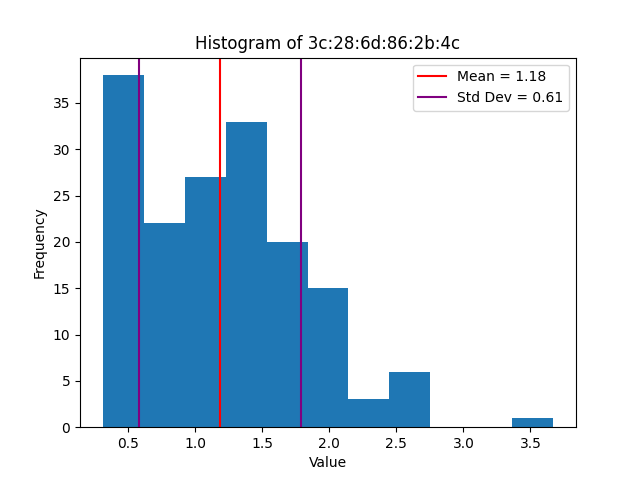 Histogram of 3c:28:6d:86:2b:4c
Mean = 1.18
Std Dev = 0.61
Frequency
35
30
25
20
15
10
5
0
0.5 1.0 1.5 2.0 2.5 3.0 3.5
Value